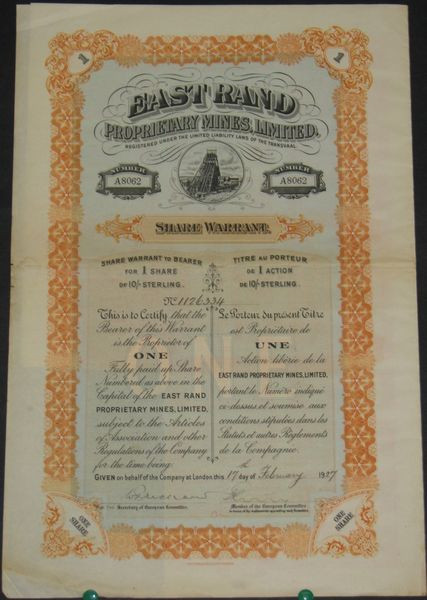 1
1
EAST RAND
PROPRIETARY MINES, LIMITED.
REGISTERED UNDER THE LIMITED LIABILITY LAWS OF THE TRANSVAAL
NUMBER
A8062
NUMBER
A8062
SHARE WARRANT.
SHARE WARRANT TO BEARER
FOR 1 SHARE
OF 10/- STERLING.
TITRE AU PORTEUR
DE 1 ACTION
DE 10/- STERLING.
No 1126334
This is to Certify that the
Bearer of this Warrant
is the Proprietor of
ONE
Fully paid up Share
Numbered as above in the
Capital of the EAST RAND
PROPRIETARY MINES, LIMITED,
subject to the Articles
of Association and other
Regulations of the Company
for the time being.
Le Porteur du présent Titre
est Propriétaire de
UNE
Action libérée de la
EAST RAND PROPRIETARY MINES, LIMITED,
portant le Numéro indiqué
ci-dessus et soumise aux
conditions stipulées dans les
Statuts et autres Règlements
de la Compagnie.
GIVEN on behalf of the Company at London this 17 day of February 1927
Secretary of European Committee.
Member of the European Committee
ONE SHARE
ONE SHARE